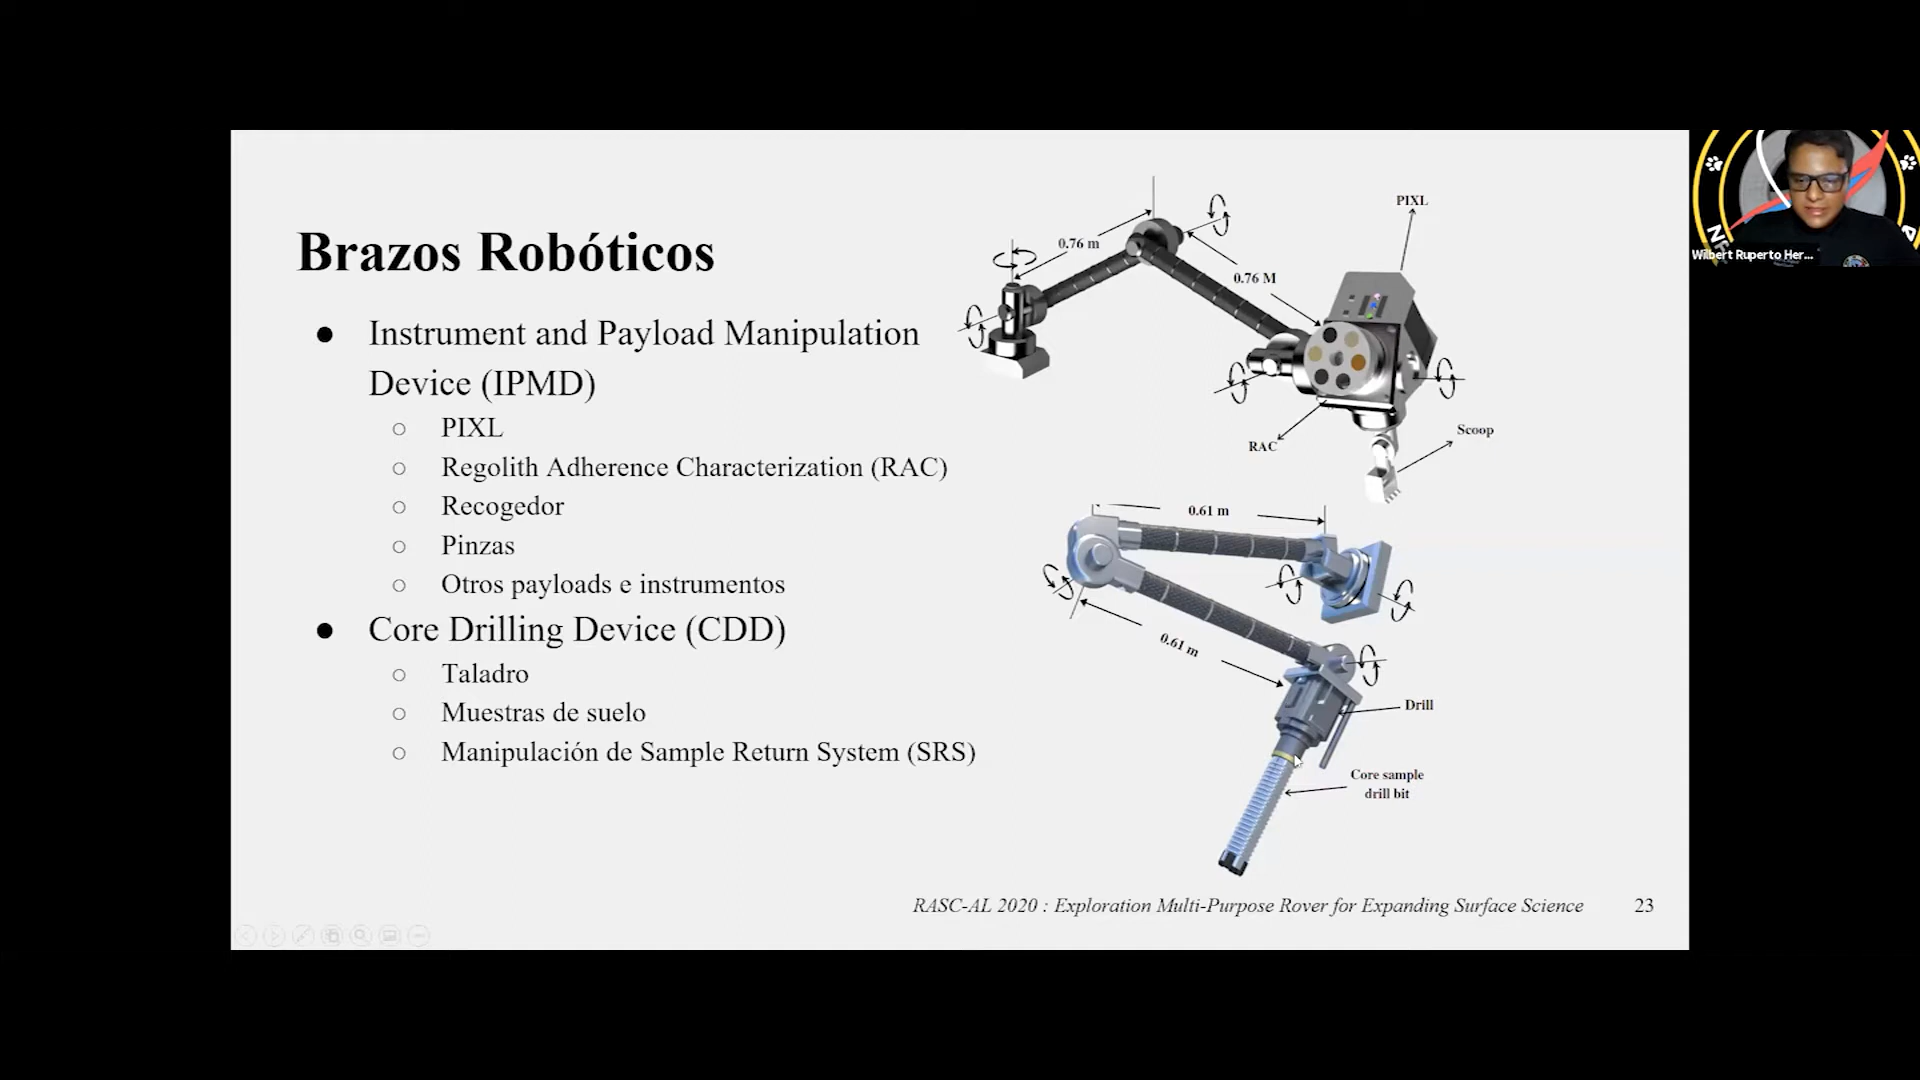 Brazos Robóticos
● Instrument and Payload Manipulation
Device (IPMD)
○ PIXL
○ Regolith Adherence Characterization (RAC)
○ Recogedor
○ Pinzas
○ Otros payloads e instrumentos
● Core Drilling Device (CDD)
○ Taladro
○ Muestras de suelo
○ Manipulación de Sample Return System (SRS)
PIXL
0.76 m
0.76 M
RAC
Scoop
0.61 m
0.61 m
Drill
Core sample
drill bit
RASC-AL 2020 : Exploration Multi-Purpose Rover for Expanding Surface Science
23
Wilbert Ruperto Her...